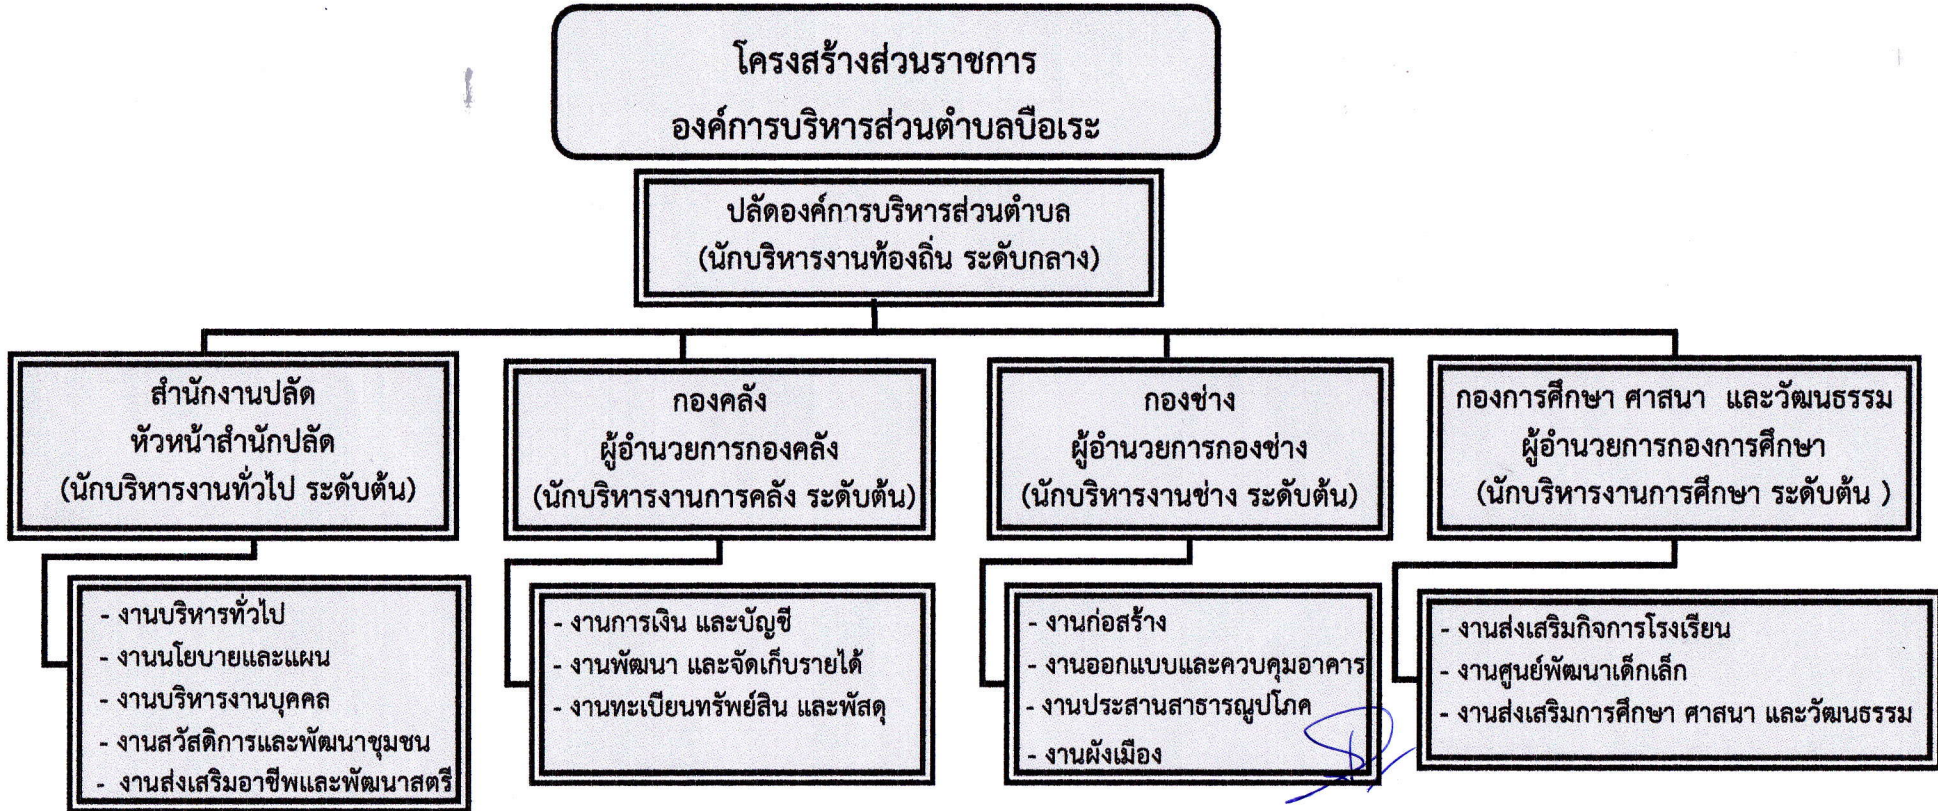 โครงสร้างส่วนราชการ
องค์การบริหารส่วนตำบลบือเระ
ปลัดองค์การบริหารส่วนตำบล
(นักบริหารงานท้องถิ่น ระดับกลาง)
สำนักงานปลัด
หัวหน้าสำนักปลัด
(นักบริหารงานทั่วไป ระดับต้น)
กองคลัง
ผู้อำนวยการกองคลัง
(นักบริหารงานการคลัง ระดับต้น)
กองช่าง
ผู้อำนวยการกองช่าง
(นักบริหารงานช่าง ระดับต้น)
กองการศึกษา ศาสนา และวัฒนธรรม
ผู้อำนวยการกองการศึกษา
(นักบริหารงานการศึกษา ระดับต้น )
- งานบริหารทั่วไป
- งานนโยบายและแผน
- งานบริหารงานบุคคล
- งานสวัสดิการและพัฒนาชุมชน
- งานส่งเสริมอาชีพและพัฒนาสตรี
- งานการเงิน และบัญชี
- งานพัฒนา และจัดเก็บรายได้
- งานทะเบียนทรัพย์สิน และพัสดุ
- งานก่อสร้าง
- งานออกแบบและควบคุมอาคาร
- งานประสานสาธารณูปโภค
- งานผังเมือง
- งานส่งเสริมกิจการโรงเรียน
- งานศูนย์พัฒนาเด็กเล็ก
- งานส่งเสริมการศึกษา ศาสนา และวัฒนธรรม